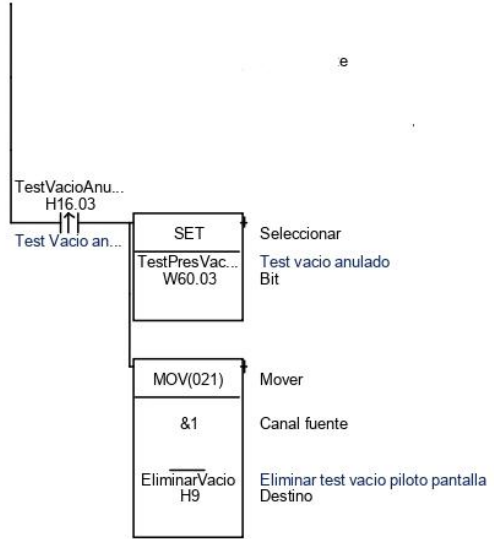 e
TestVacioAnu...
H16.03
Test Vacio an...
SET
Seleccionar
TestPresVac...
Test vacio anulado
W60.03
Bit
MOV(021)
Mover
&1
Canal fuente
EliminarVacio
Eliminar test vacio piloto pantalla
H9
Destino